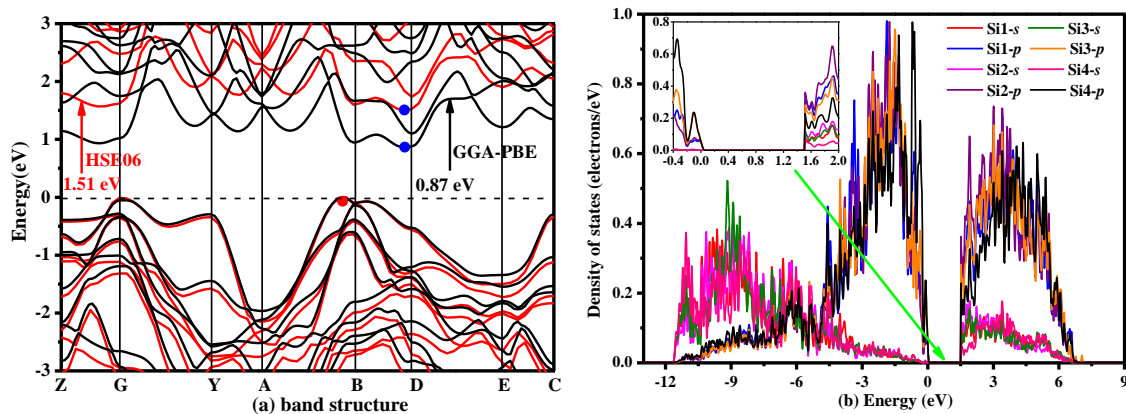 3
2
1
0
-1
-2
-3
Energy(eV)
HSE06
1.51 eV
GGA-PBE
0.87 eV
Z G Y A B D E C
(a) band structure
1.0
0.8
0.6
0.4
0.2
0.0
Density of states (electrons/eV)
0.8
0.6
0.4
0.2
0.0
-0.4 0.0 0.4 0.8 1.2 1.6 2.0
Si1-s Si3-s
Si1-p Si3-p
Si2-s Si4-s
Si2-p Si4-p
-12 -9 -6 -3 0 3 6 9
(b) Energy (eV)